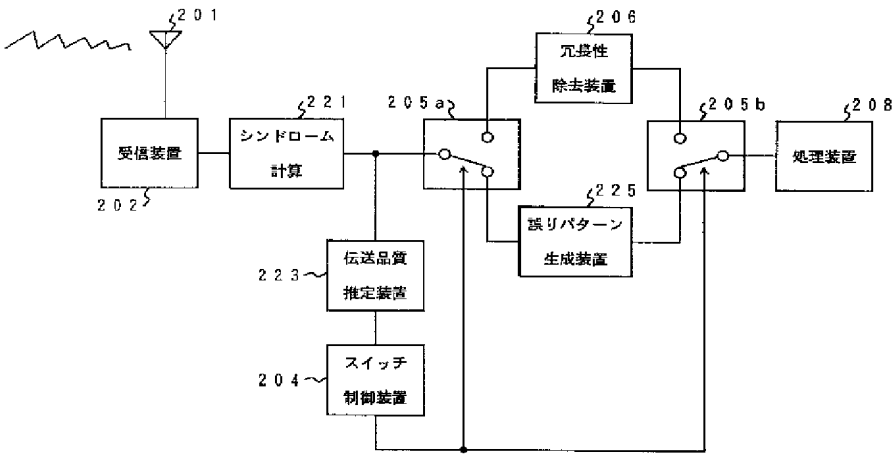 201
206
冗長性
除去装置
221
205a
205b
208
受信装置
シンドローム
計算
処理装置
202
225
誤りパターン
生成装置
223
伝送品質
推定装置
204
スイッチ
制御装置